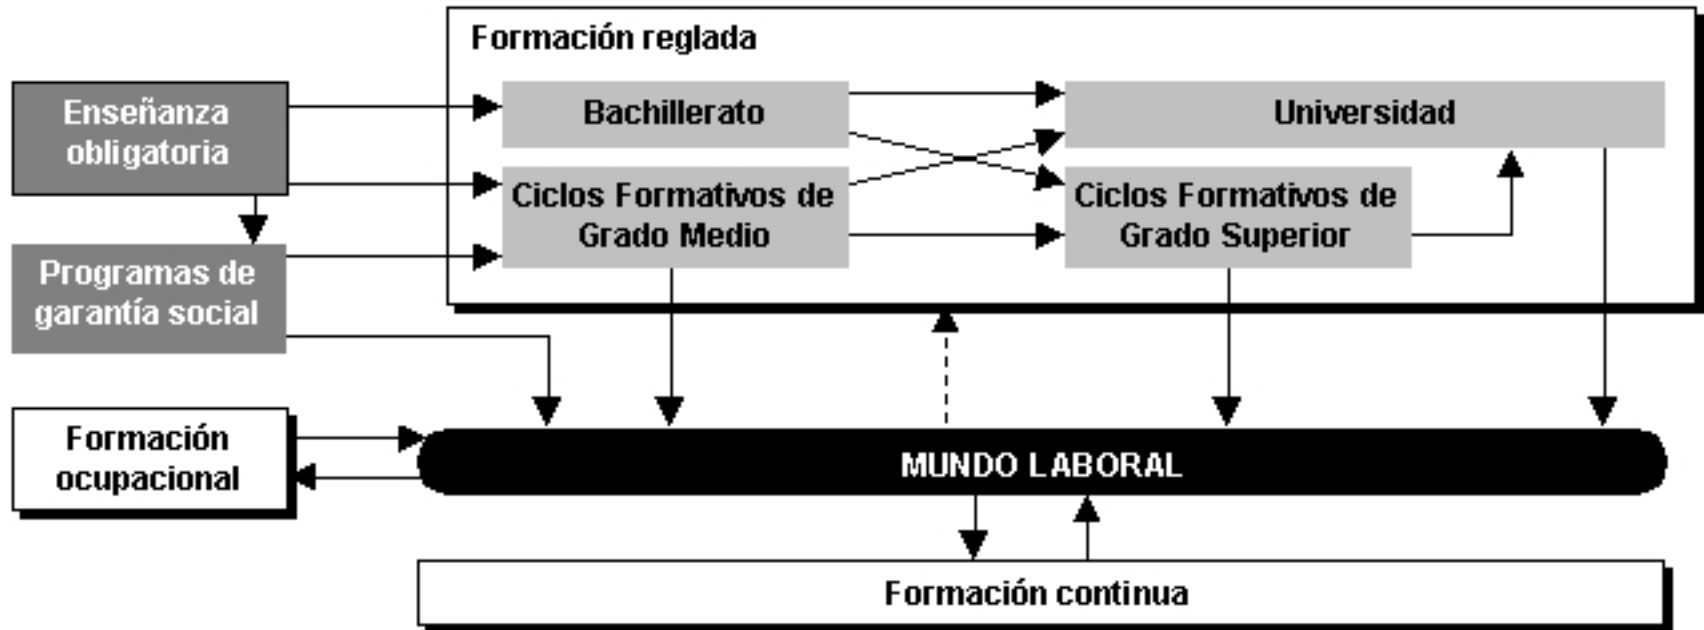 Formación reglada
Enseñanza
obligatoria
Bachillerato
Universidad
Ciclos Formativos de
Grado Medio
Ciclos Formativos de
Grado Superior
Programas de
garantía social
Formación
ocupacional
MUNDO LABORAL
Formación continua